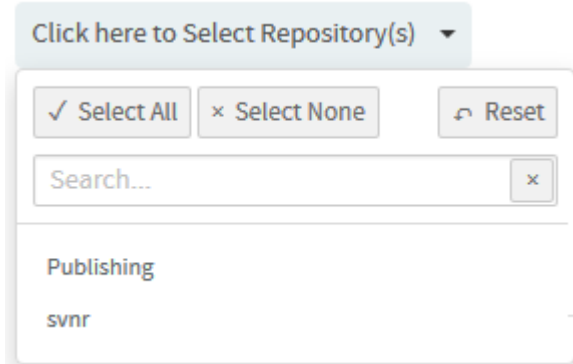 Click here to Select Repository(s)
✓ Select All × Select None ↶ Reset
Search... ×
Publishing
svnr